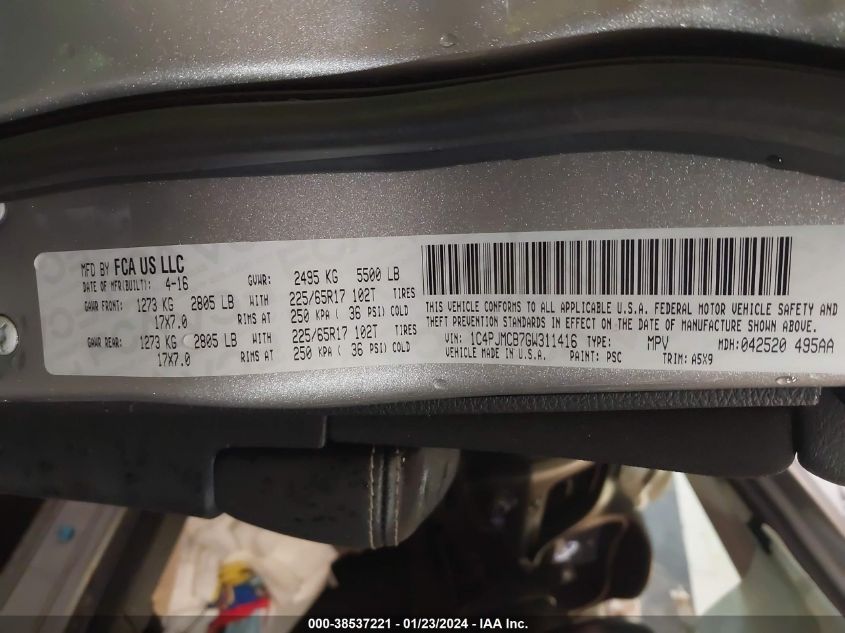 MFD BY FCA US LLC
DATE OF MFR(BUILT): 4-16 GVWR: 2495 KG 5500 LB
GAWR FRONT: 1273 KG 2805 LB WITH 225/65R17 102T TIRES
17X7.0 RIMS AT 250 KPA ( 36 PSI) COLD
GAWR REAR: 1273 KG 2805 LB WITH 225/65R17 102T TIRES
17X7.0 RIMS AT 250 KPA ( 36 PSI) COLD
THIS VEHICLE CONFORMS TO ALL APPLICABLE U.S.A. FEDERAL MOTOR VEHICLE SAFETY AND
THEFT PREVENTION STANDARDS IN EFFECT ON THE DATE OF MANUFACTURE SHOWN ABOVE.
VIN: 1C4PJMCB7GW311416 TYPE: MPV MDH: 042520 495AA
VEHICLE MADE IN U.S.A. PAINT: PSC TRIM: A5X9
000-38537221 - 01/23/2024 - IAA Inc.